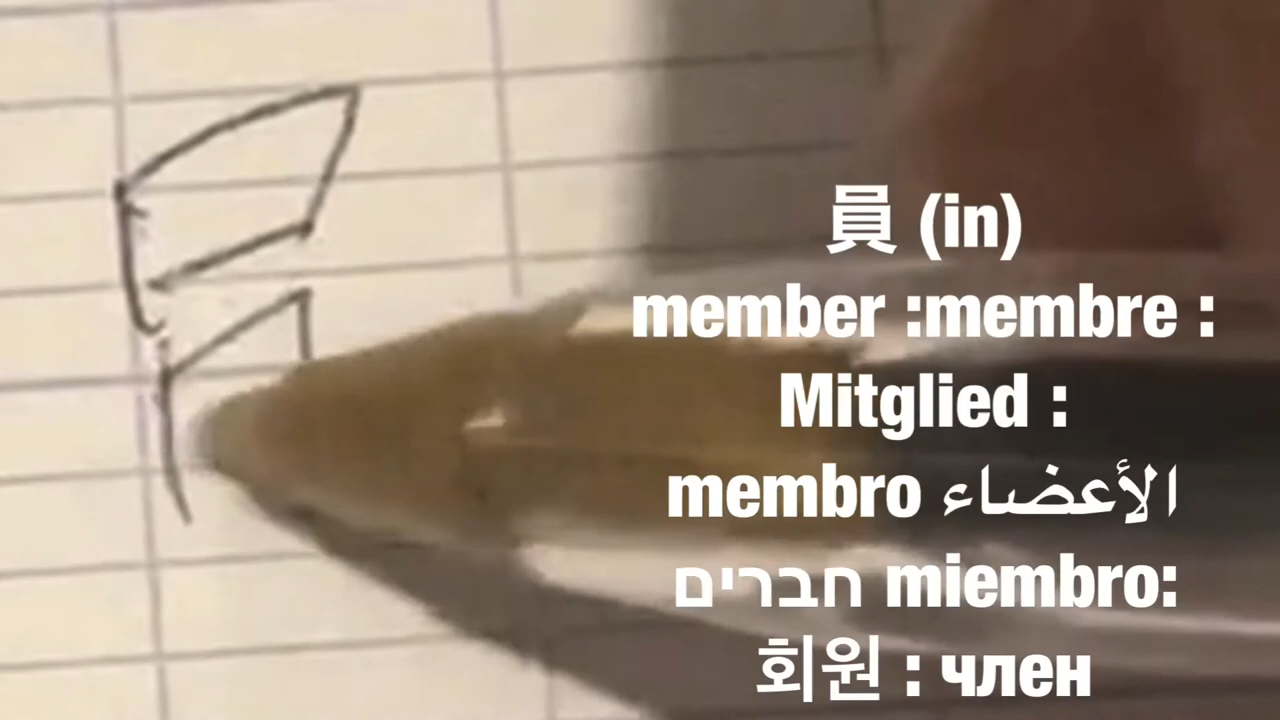 員 (in)
member :membre :
Mitglied :
membro الأعضاء
חברים miembro:
회원 : член